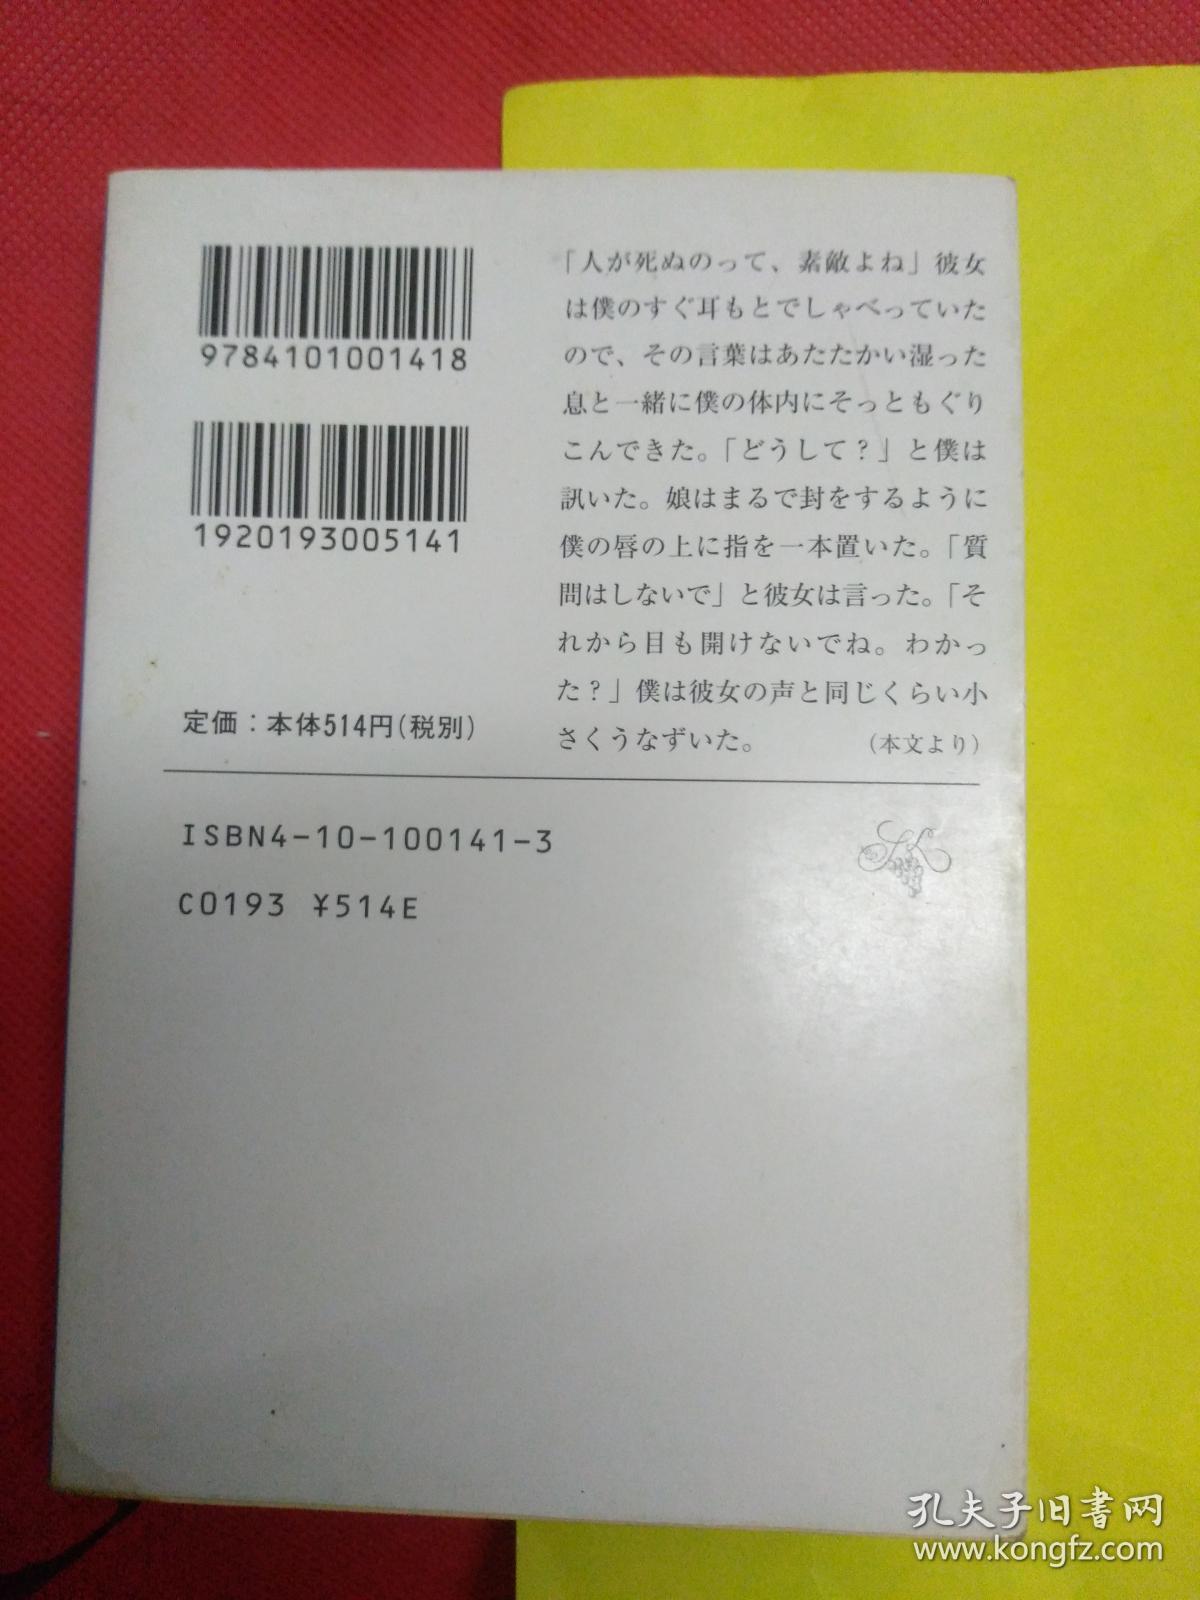 9784101001418
1920193005141
定価：本体514円(税別)
「人が死ぬのって、素敵よね」彼女
は僕のすぐ耳もとでしゃべっていた
ので、その言葉はあたたかい湿った
息と一緒に僕の体内にそっともぐり
こんできた。「どうして？」と僕は
訊いた。娘はまるで封をするように
僕の唇の上に指を一本置いた。「質
問はしないで」と彼女は言った。「そ
れから目も開けないでね。わかっ
た？」僕は彼女の声と同じくらい小
さくうなずいた。 （本文より）
ISBN4-10-100141-3
C0193 ¥514E
孔夫子旧书网
www.kongfz.com